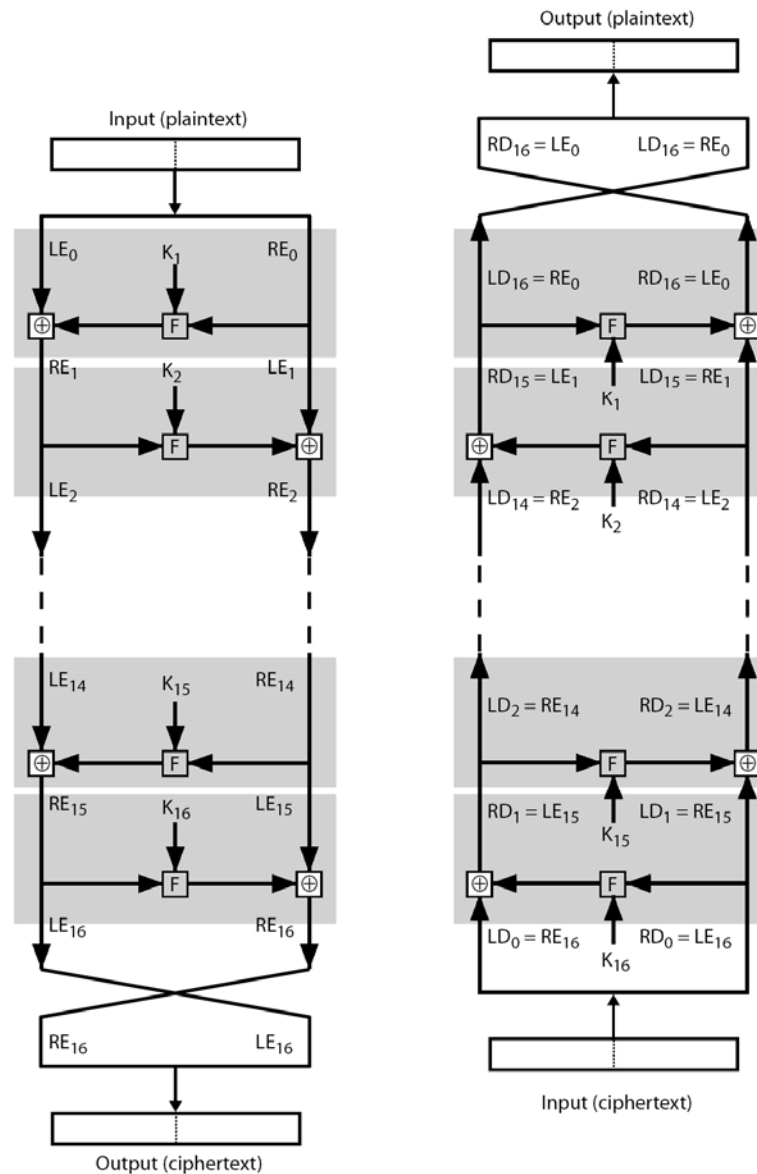 Input (plaintext)
LE0 K1 RE0
F
RE1 K2 LE1
F
LE2 RE2
LE14 K15 RE14
F
RE15 K16 LE15
F
LE16 RE16
RE16 LE16
Output (ciphertext)
Output (plaintext)
RD16 = LE0 LD16 = RE0
LD16 = RE0 RD16 = LE0
F
RD15 = LE1 K1 LD15 = RE1
F
LD14 = RE2 K2 RD14 = LE2
LD2 = RE14 RD2 = LE14
F
RD1 = LE15 K15 LD1 = RE15
F
LD0 = RE16 K16 RD0 = LE16
Input (ciphertext)